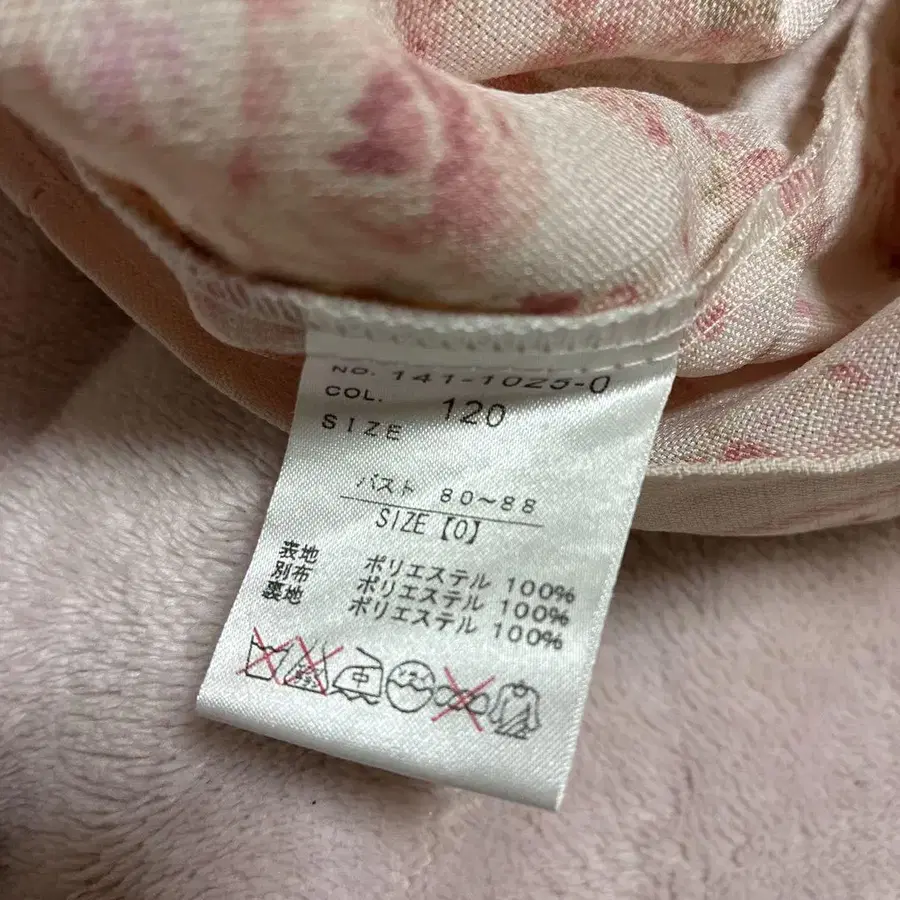 NO. 141-1025-0
COL. 120
SIZE
バスト 80～88
SIZE【0】
表地 ポリエステル 100%
別布 ポリエステル 100%
裏地 ポリエステル 100%
中